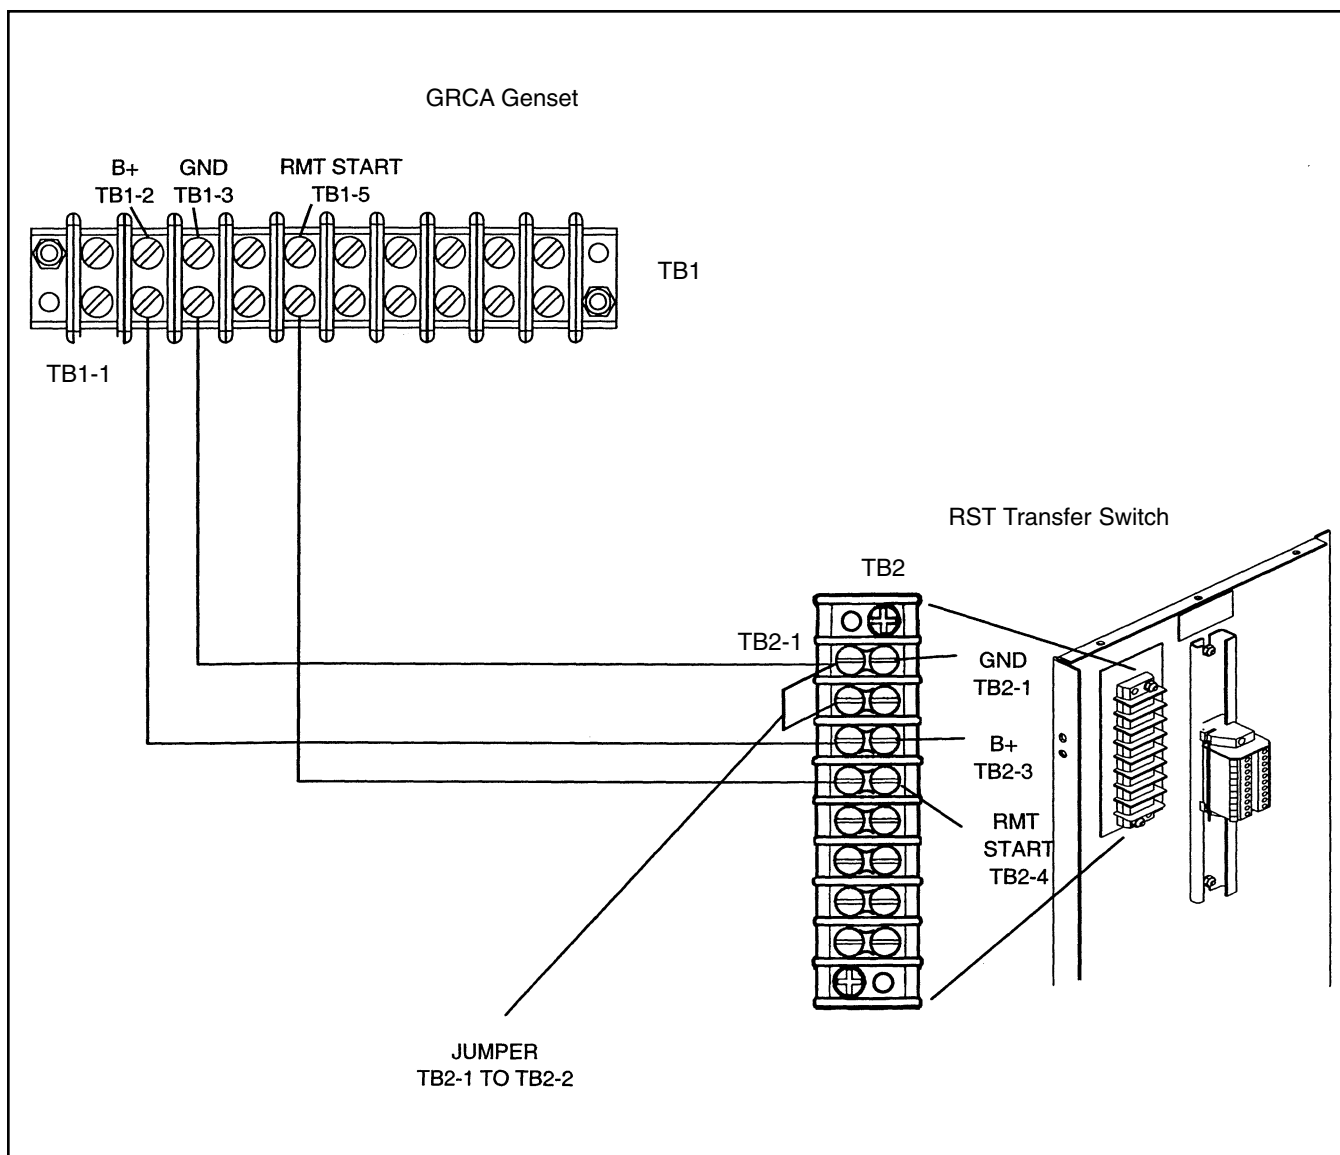 GRCA Genset
B+
TB1-2
GND
TB1-3
RMT START
TB1-5
TB1
TB1-1
RST Transfer Switch
TB2
TB2-1
GND
TB2-1
B+
TB2-3
RMT
START
TB2-4
JUMPER
TB2-1 TO TB2-2